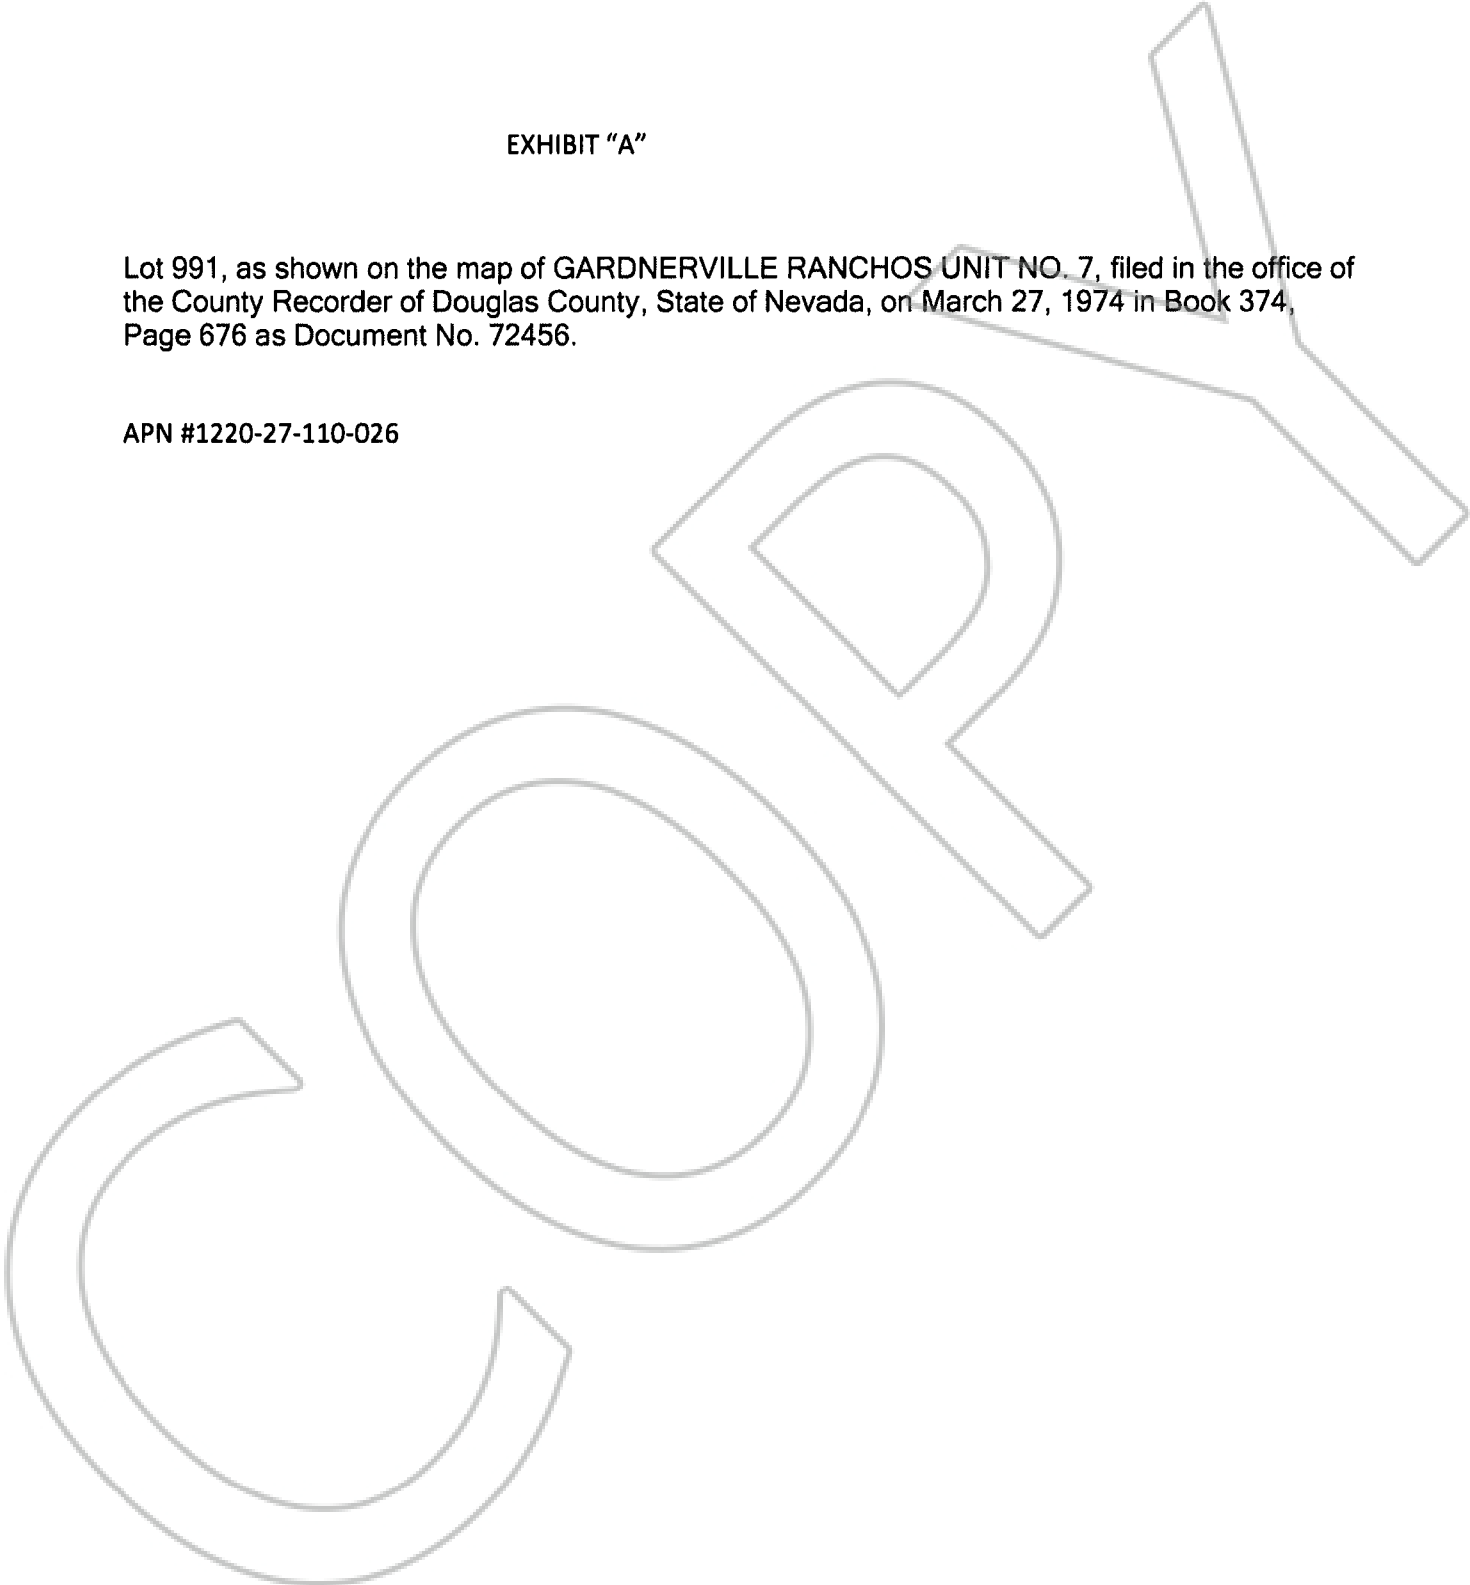 EXHIBIT “A”
Lot 991, as shown on the map of GARDNERVILLE RANCHOS UNIT NO. 7, filed in the office of
the County Recorder of Douglas County, State of Nevada, on March 27, 1974 in Book 374,
Page 676 as Document No. 72456.
APN #1220-27-110-026
COPY